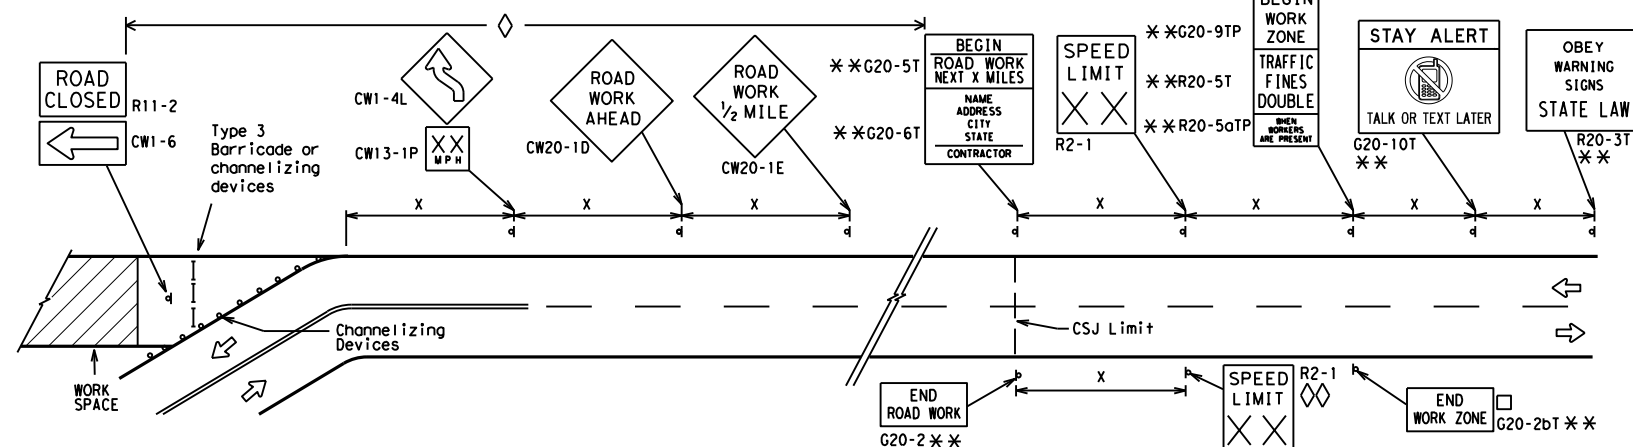 ROAD
CLOSED
R11-2
CW1-6
Type 3
Barricade or
channelizing
devices
CW1-4L
XX
MPH
CW13-1P
ROAD
WORK
AHEAD
CW20-1D
ROAD
WORK
1/2 MILE
CW20-1E
**G20-5T
BEGIN
ROAD WORK
NEXT X MILES
**G20-6T
NAME
ADDRESS
CITY
STATE
CONTRACTOR
SPEED
LIMIT
XX
R2-1
**G20-9TP
BEGIN
WORK
ZONE
**R20-5T
TRAFFIC
FINES
DOUBLE
**R20-5aTP
WHEN
WORKERS
ARE PRESENT
STAY ALERT
TALK OR TEXT LATER
G20-10T
**
OBEY
WARNING
SIGNS
STATE LAW
R20-3T
**
X
X
X
X
X
X
X
Channelizing
Devices
CSJ Limit
WORK
SPACE
END
ROAD WORK
G20-2 **
X
SPEED
LIMIT
XX
R2-1
END
WORK ZONE
G20-2bT **